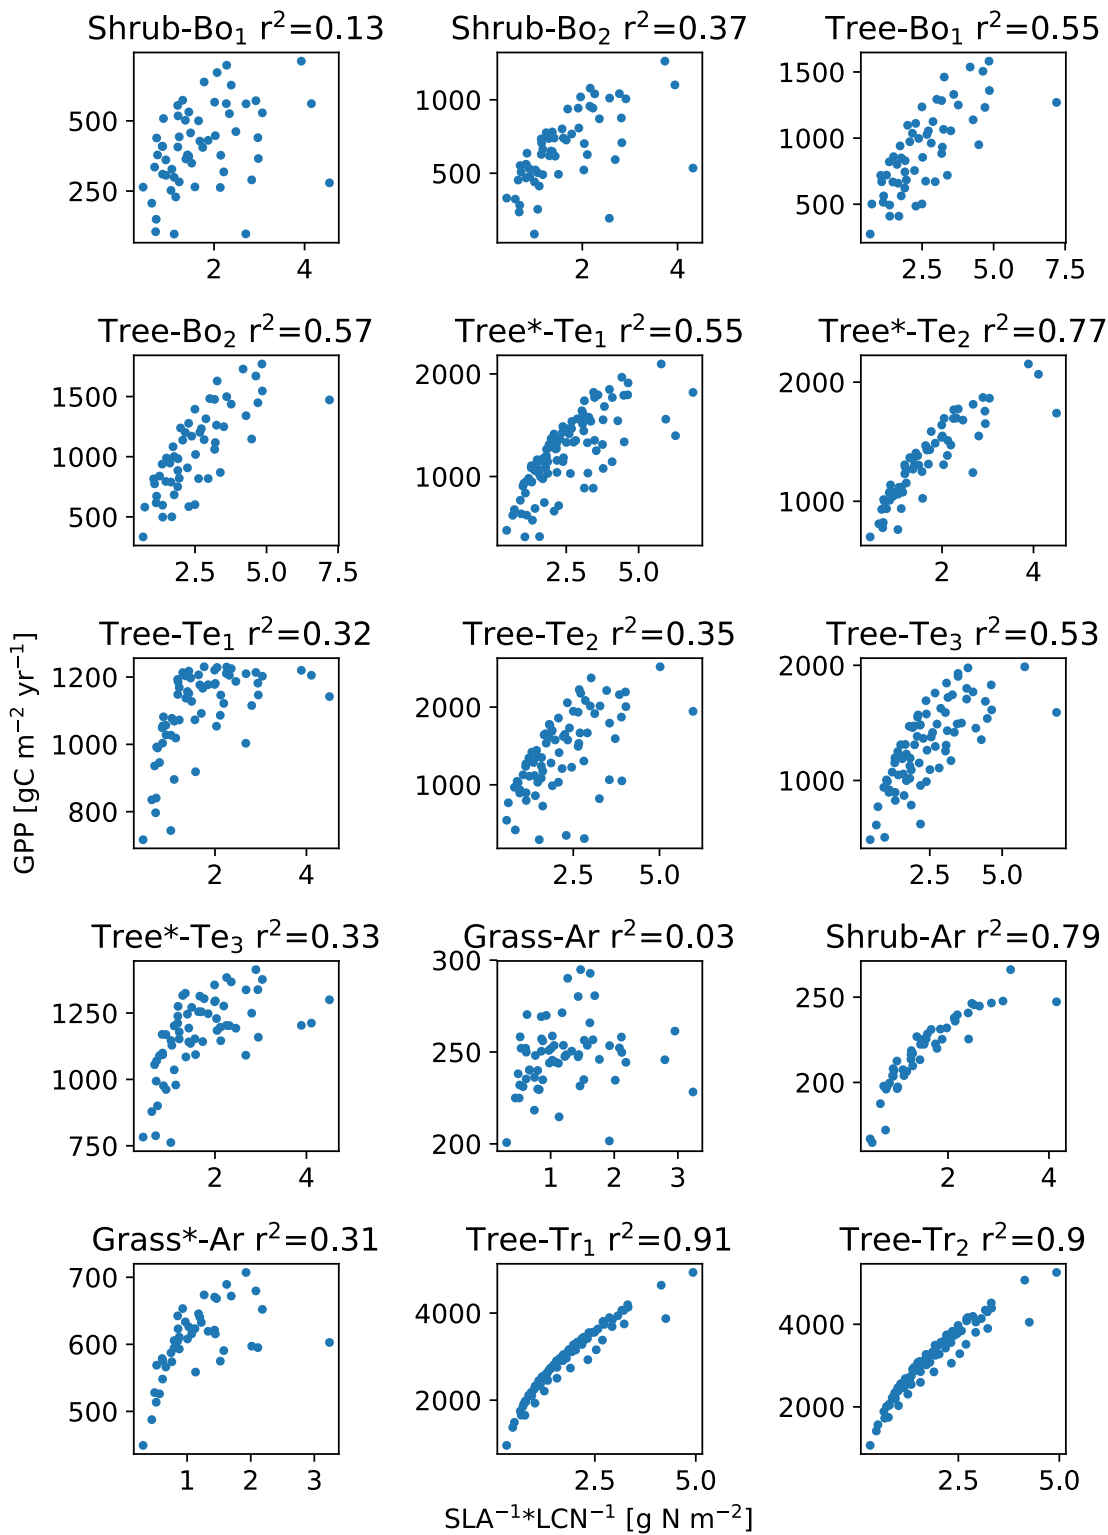 Shrub-Bo₁ r²=0.13
Shrub-Bo₂ r²=0.37
Tree-Bo₁ r²=0.55
500
250
2 4
1000
500
2 4
1500
1000
500
2.5 5.0 7.5
Tree-Bo₂ r²=0.57
Tree*-Te₁ r²=0.55
Tree*-Te₂ r²=0.77
1500
1000
500
2.5 5.0 7.5
2000
1000
2.5 5.0
2000
1000
2 4
GPP [gC m⁻² yr⁻¹]
Tree-Te₁ r²=0.32
Tree-Te₂ r²=0.35
Tree-Te₃ r²=0.53
1200
1000
800
2 4
2000
1000
2.5 5.0
2000
1000
2.5 5.0
Tree*-Te₃ r²=0.33
Grass-Ar r²=0.03
Shrub-Ar r²=0.79
1250
1000
750
2 4
300
250
200
1 2 3
250
200
2 4
Grass*-Ar r²=0.31
Tree-Tr₁ r²=0.91
Tree-Tr₂ r²=0.9
700
600
500
1 2 3
4000
2000
2.5 5.0
4000
2000
2.5 5.0
SLA⁻¹*LCN⁻¹ [g N m⁻²]